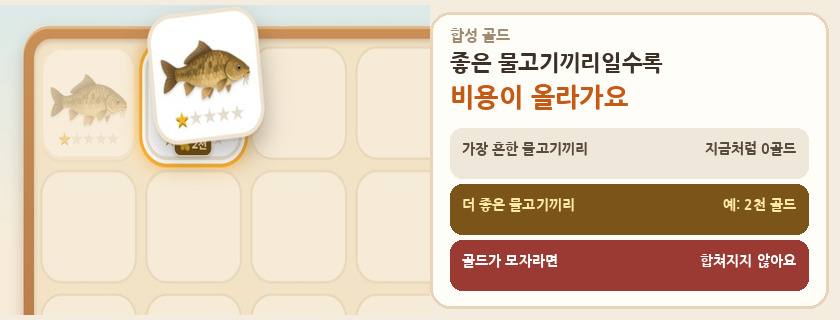 2천
합성 골드
좋은 물고기끼리일수록
비용이 올라가요
가장 흔한 물고기끼리 지금처럼 0골드
더 좋은 물고기끼리 예: 2천 골드
골드가 모자라면 합쳐지지 않아요